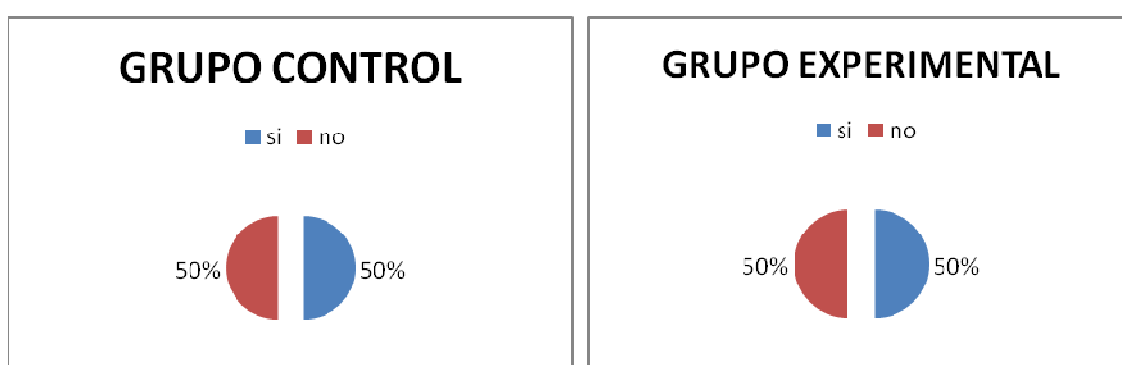 GRUPO CONTROL
si no
50% 50%
GRUPO EXPERIMENTAL
si no
50% 50%